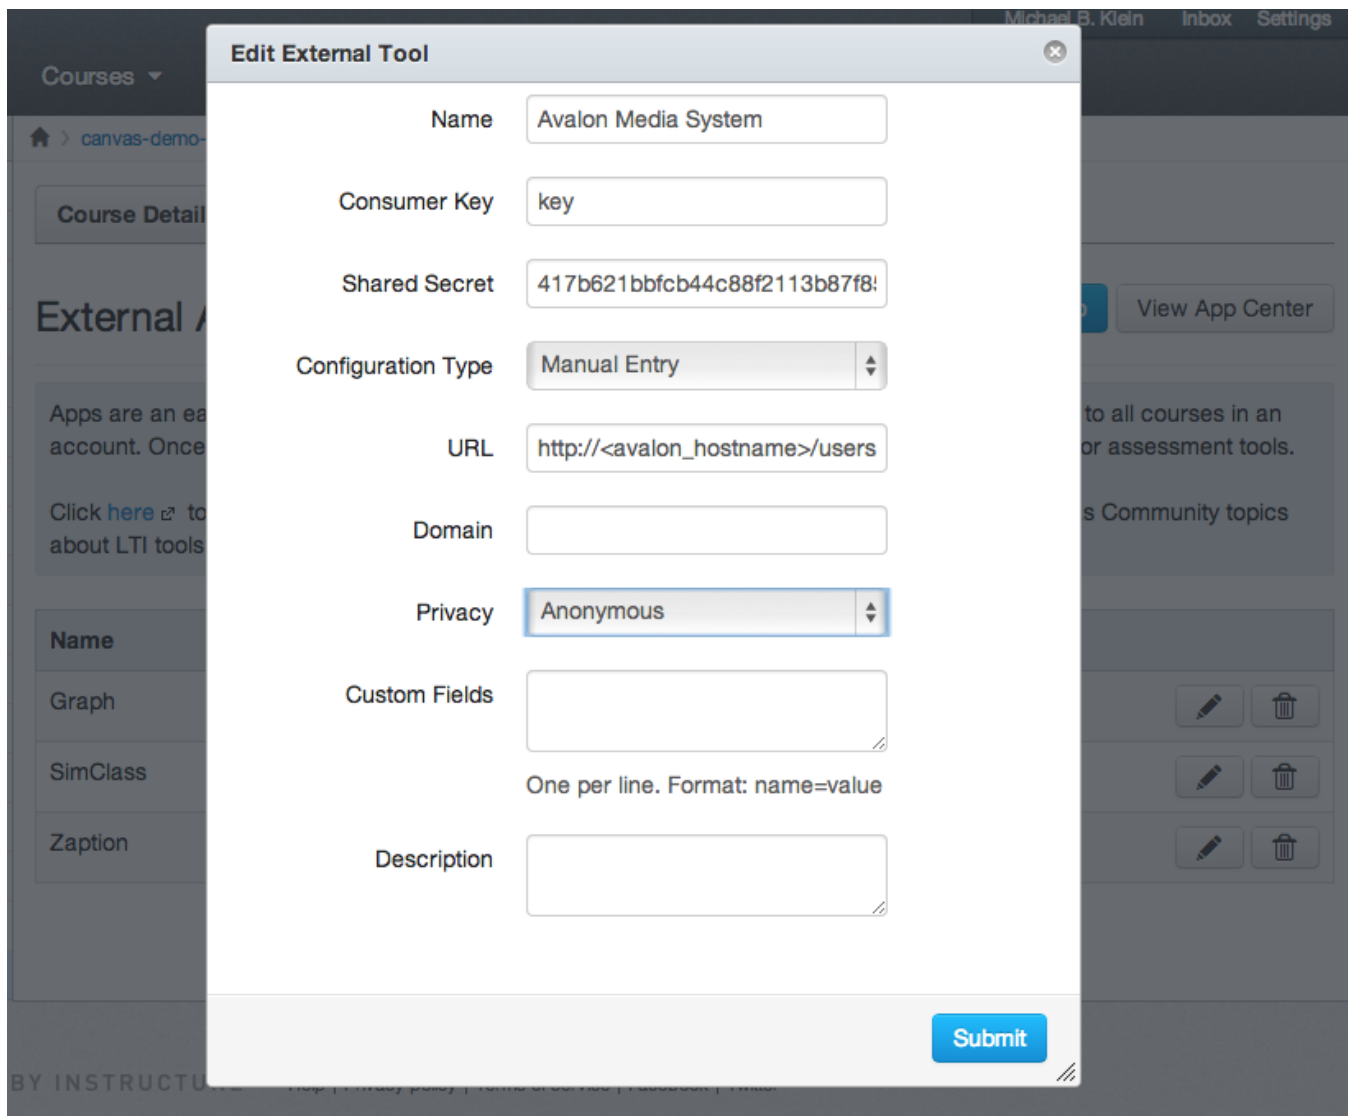 Michael B. Klein Inbox Settings
Edit External Tool
Courses
canvas-demo-
Name Avalon Media System
Consumer Key key
Course Detail
Shared Secret 417b621bbfcb44c88f2113b87f8
External
View App Center
Configuration Type Manual Entry
Apps are an ea
to all courses in an
account. Once
or assessment tools.
URL http://<avalon_hostname>/users
Click here to
s Community topics
about LTI tools
Domain
Privacy Anonymous
Name
Graph
SimClass
Zaption
Custom Fields
One per line. Format: name=value
Description
Submit
BY INSTRUCTU